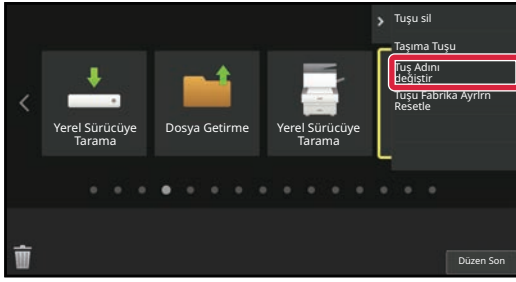 Tuşu sil
Taşıma Tuşu
Tuş Adını
değiştir
Tuşu Fabrika Ayrlrn
Resetle
Yerel Sürücüye
Tarama
Dosya Getirme
Yerel Sürücüye
Tarama
Düzen Son